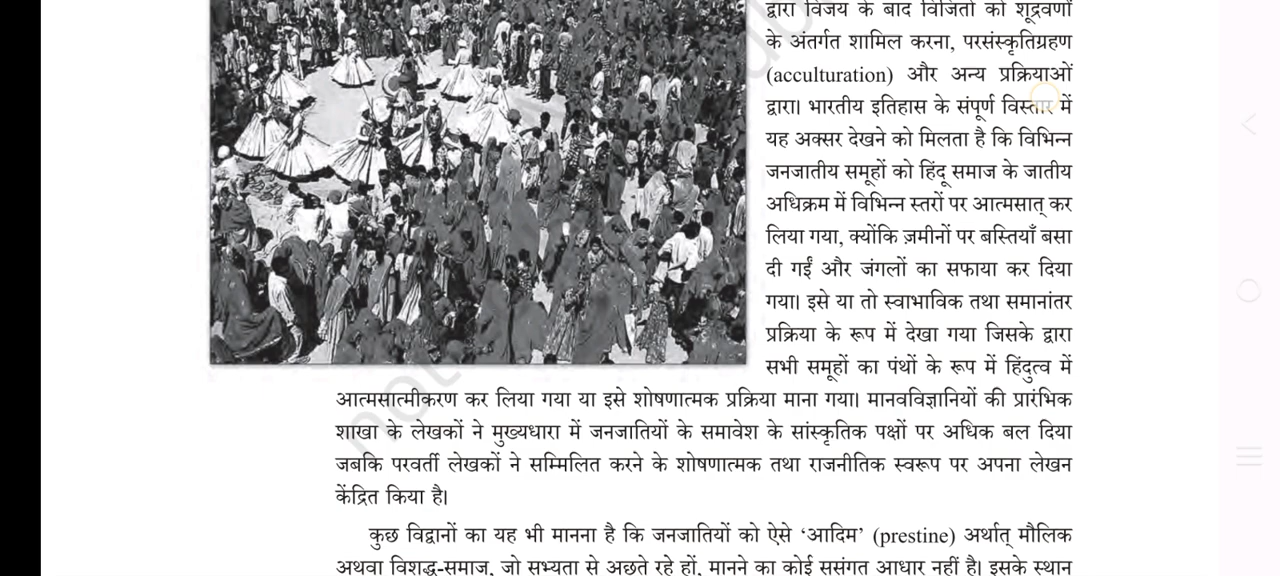 द्वारा विजय के बाद विजितों को शूद्रवर्णों
के अंतर्गत शामिल करना, परसंस्कृतिग्रहण
(acculturation) और अन्य प्रक्रियाओं
द्वारा। भारतीय इतिहास के संपूर्ण विस्तार में
यह अक्सर देखने को मिलता है कि विभिन्न
जनजातीय समूहों को हिंदू समाज के जातीय
अधिक्रम में विभिन्न स्तरों पर आत्मसात् कर
लिया गया, क्योंकि ज़मीनों पर बस्तियाँ बसा
दी गईं और जंगलों का सफाया कर दिया
गया। इसे या तो स्वाभाविक तथा समानांतर
प्रक्रिया के रूप में देखा गया जिसके द्वारा
सभी समूहों का पंथों के रूप में हिंदुत्व में
आत्मसात्मीकरण कर लिया गया या इसे शोषणात्मक प्रक्रिया माना गया। मानवविज्ञानियों की प्रारंभिक
शाखा के लेखकों ने मुख्यधारा में जनजातियों के समावेश के सांस्कृतिक पक्षों पर अधिक बल दिया
जबकि परवर्ती लेखकों ने सम्मिलित करने के शोषणात्मक तथा राजनीतिक स्वरूप पर अपना लेखन
केंद्रित किया है।
कुछ विद्वानों का यह भी मानना है कि जनजातियों को ऐसे ‘आदिम’ (prestine) अर्थात् मौलिक
अथवा विशुद्ध-समाज, जो सभ्यता से अछूते रहे हों, मानने का कोई सुसंगत आधार नहीं है। इसके स्थान
not